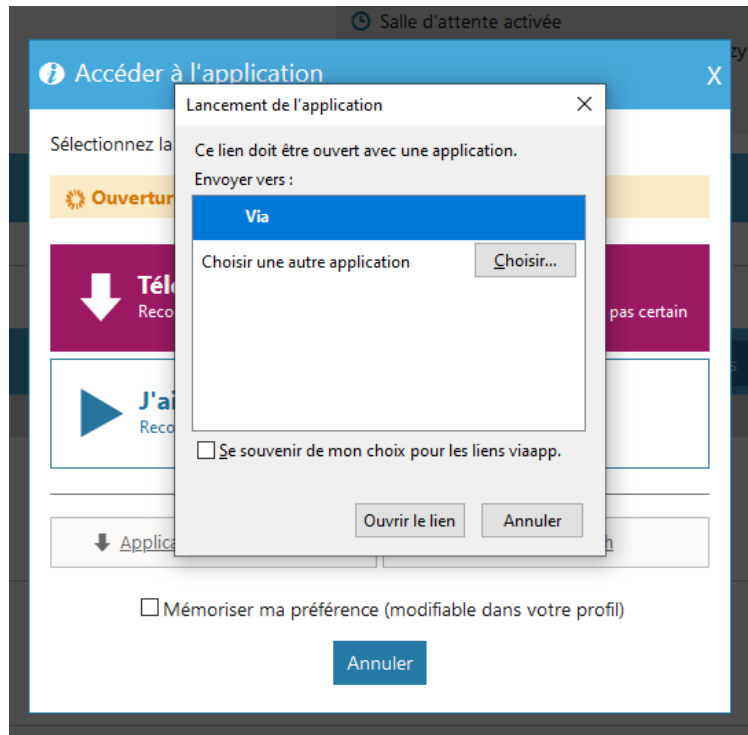 Salle d'attente activée
zy
Accéder à l'application
X
Lancement de l'application
Sélectionnez la
Ce lien doit être ouvert avec une application.
Envoyer vers :
Ouvertur
Via
Choisir une autre application
Choisir...
Tél
Reco
pas certain
s
J'ai
Reco
Se souvenir de mon choix pour les liens viaapp.
Ouvrir le lien
Annuler
Applica
h
Mémoriser ma préférence (modifiable dans votre profil)
Annuler